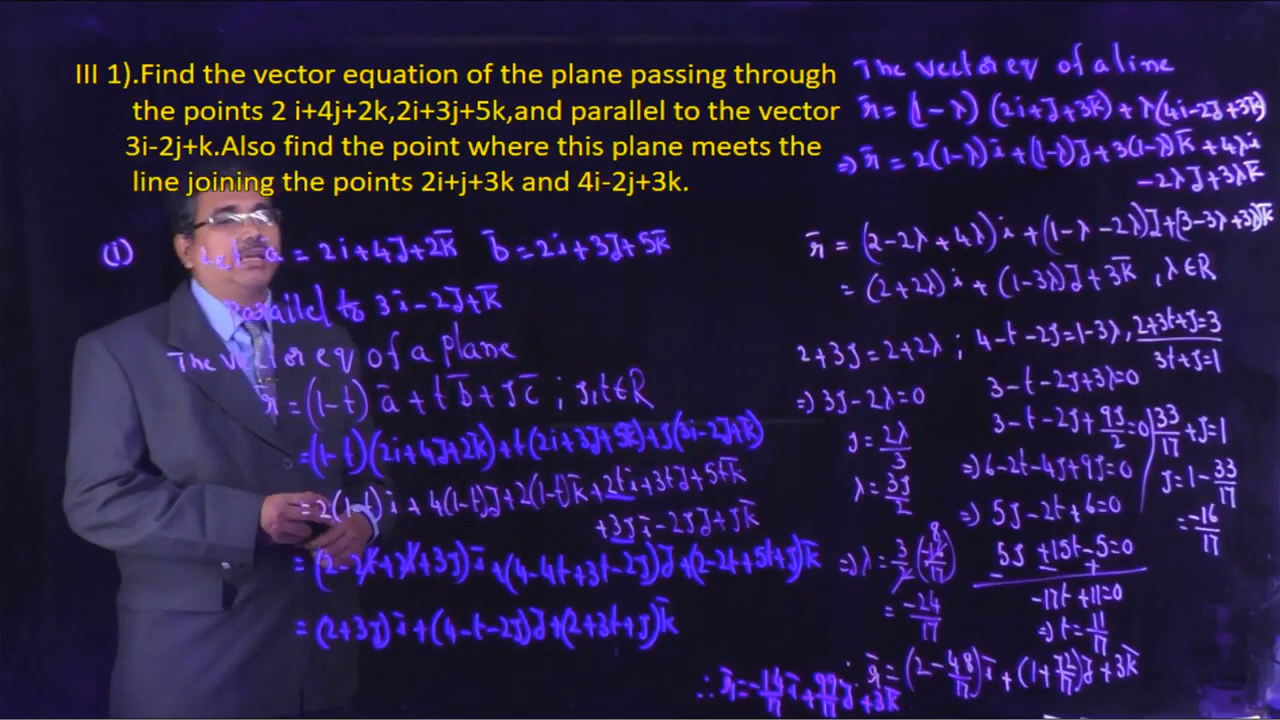 III 1).Find the vector equation of the plane passing through
the points 2 i+4j+2k,2i+3j+5k,and parallel to the vector
3i-2j+k.Also find the point where this plane meets the
line joining the points 2i+j+3k and 4i-2j+3k.
(i) Let a̅ = 2i+4J+2k̅ b̅ = 2i+3J+5k̅
Parallel to 3i-2J+k̅
The vector eq of a plane
r̅ = (1-t) a̅ + t b̅ + s c̅ ; s,t∈R
= (1-t)(2i+4J+2k)+t(2i+3J+5k̅)+s(3i-2J+k̅)
= 2(1-t)i + 4(1-t)J+2(1-t)k̅+2ti+3tJ+5tk̅
+3si-2sJ+sk̅
= (2-2t+2t+3s)i+(4-4t+3t-2s)J+(2-2t+5t+s)k̅
= (2+3s)i+(4-t-2s)J+(2+3t+s)k̅
The vector eq of a line
r̅ = (1-λ) (2i+J+3k̅)+λ(4i-2J+3k̅)
⇒ r̅ = 2(1-λ)i+(1-λ)J+3(1-λ)k̅+4λi
-2λJ+3λk̅
r̅ = (2-2λ+4λ)i+(1-λ-2λ)J+(3-3λ+3λ)k̅
= (2+2λ)i+(1-3λ)J+3k̅ , λ∈R
2+3s=2+2λ ; 4-t-2s=1-3λ, 2+3t+s=3
⇒ 3s-2λ=0
s = 2λ/3
λ = 3s/2
3-t-2s+3λ=0
3-t-2s+9s/2=0
⇒ 6-2t-4s+9s=0
⇒ 5s-2t+6=0
5s+15t-5=0
- - +
-17t+11=0
⇒ t=11/17
3t+s=1
33/17+s=1
s=1-33/17
= -16/17
⇒ λ = 3/2(-16/17)
8
= -24/17
∴ r̅ = (2-48/17)i+(1+72/17)J+3k̅
∴ r̅ = -14/17 i+99/17 J+3k̅